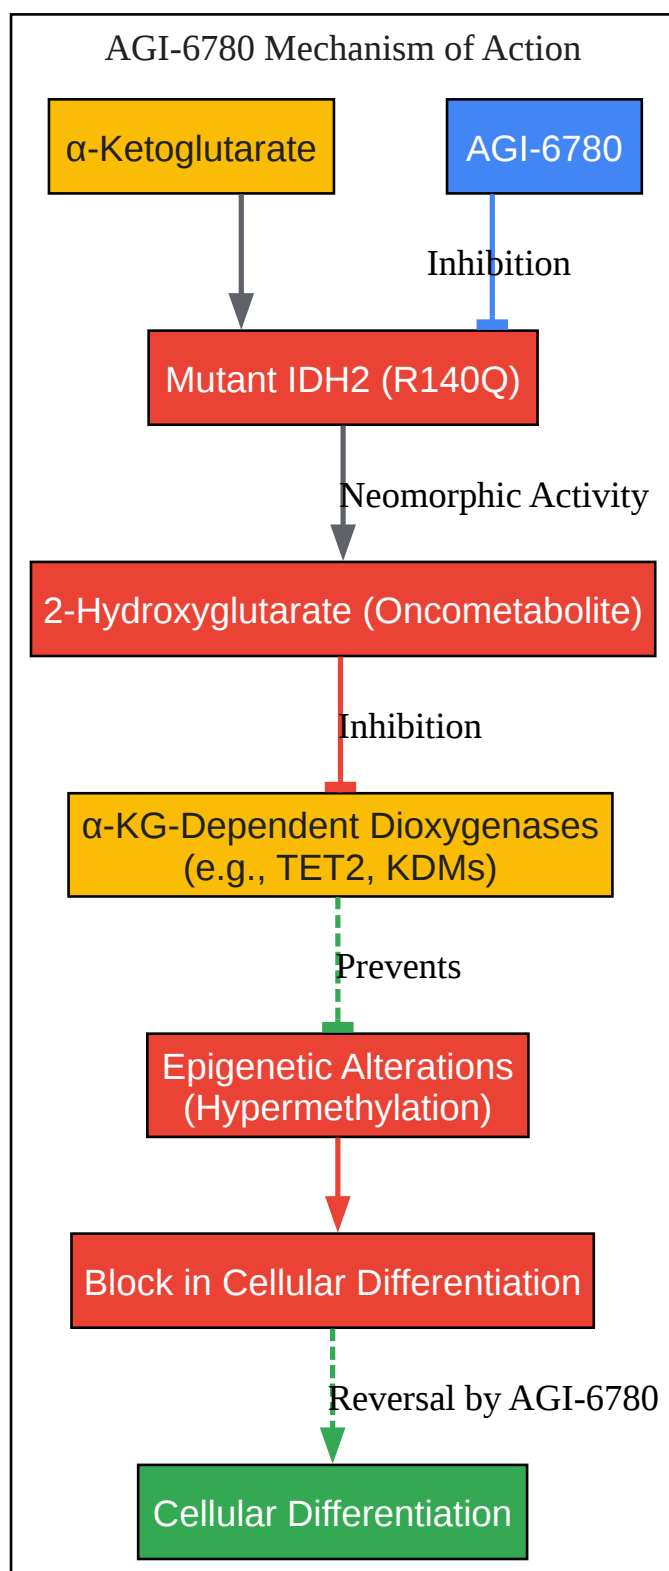 AGI-6780 Mechanism of Action
α-Ketoglutarate
AGI-6780
Inhibition
Mutant IDH2 (R140Q)
Neomorphic Activity
2-Hydroxyglutarate (Oncometabolite)
Inhibition
α-KG-Dependent Dioxygenases
(e.g., TET2, KDMs)
Prevents
Epigenetic Alterations
(Hypermethylation)
Block in Cellular Differentiation
Reversal by AGI-6780
Cellular Differentiation